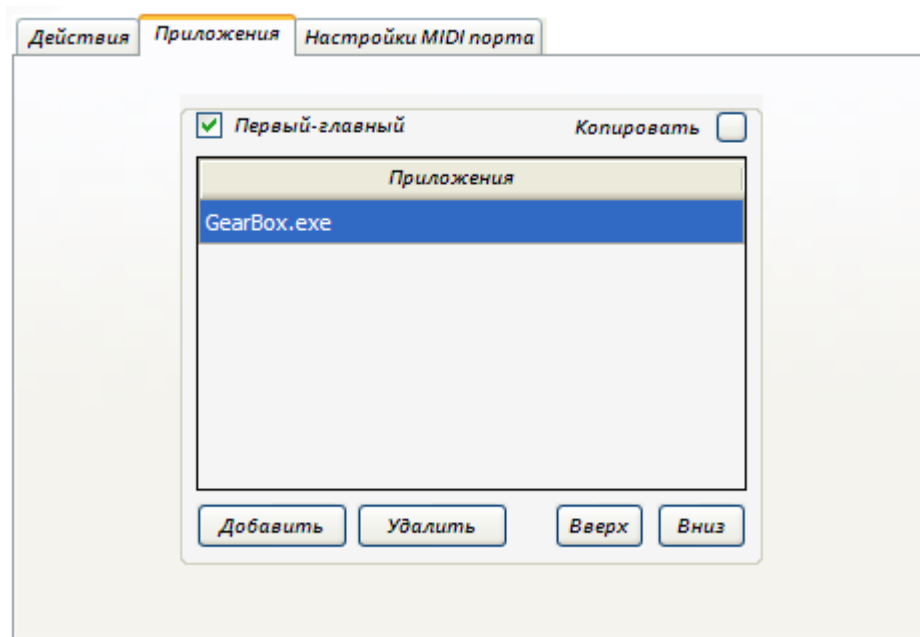 Действия Приложения Настройки MIDI порта
Первый-главный Копировать
Приложения
GearBox.exe
Добавить Удалить Вверх Вниз